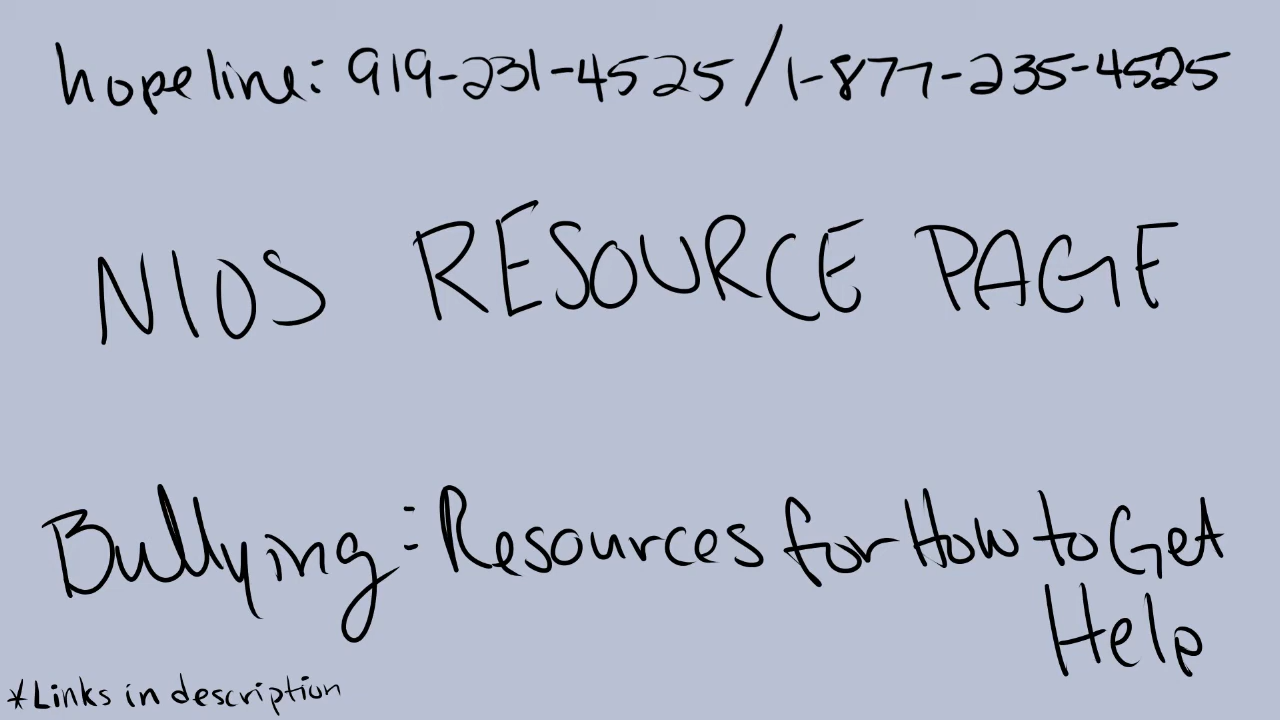 hopeline: 919-231-4525/1-877-235-4525
NIOS RESOURCE PAGE
Bullying: Resources for How to Get
Help
*Links in description